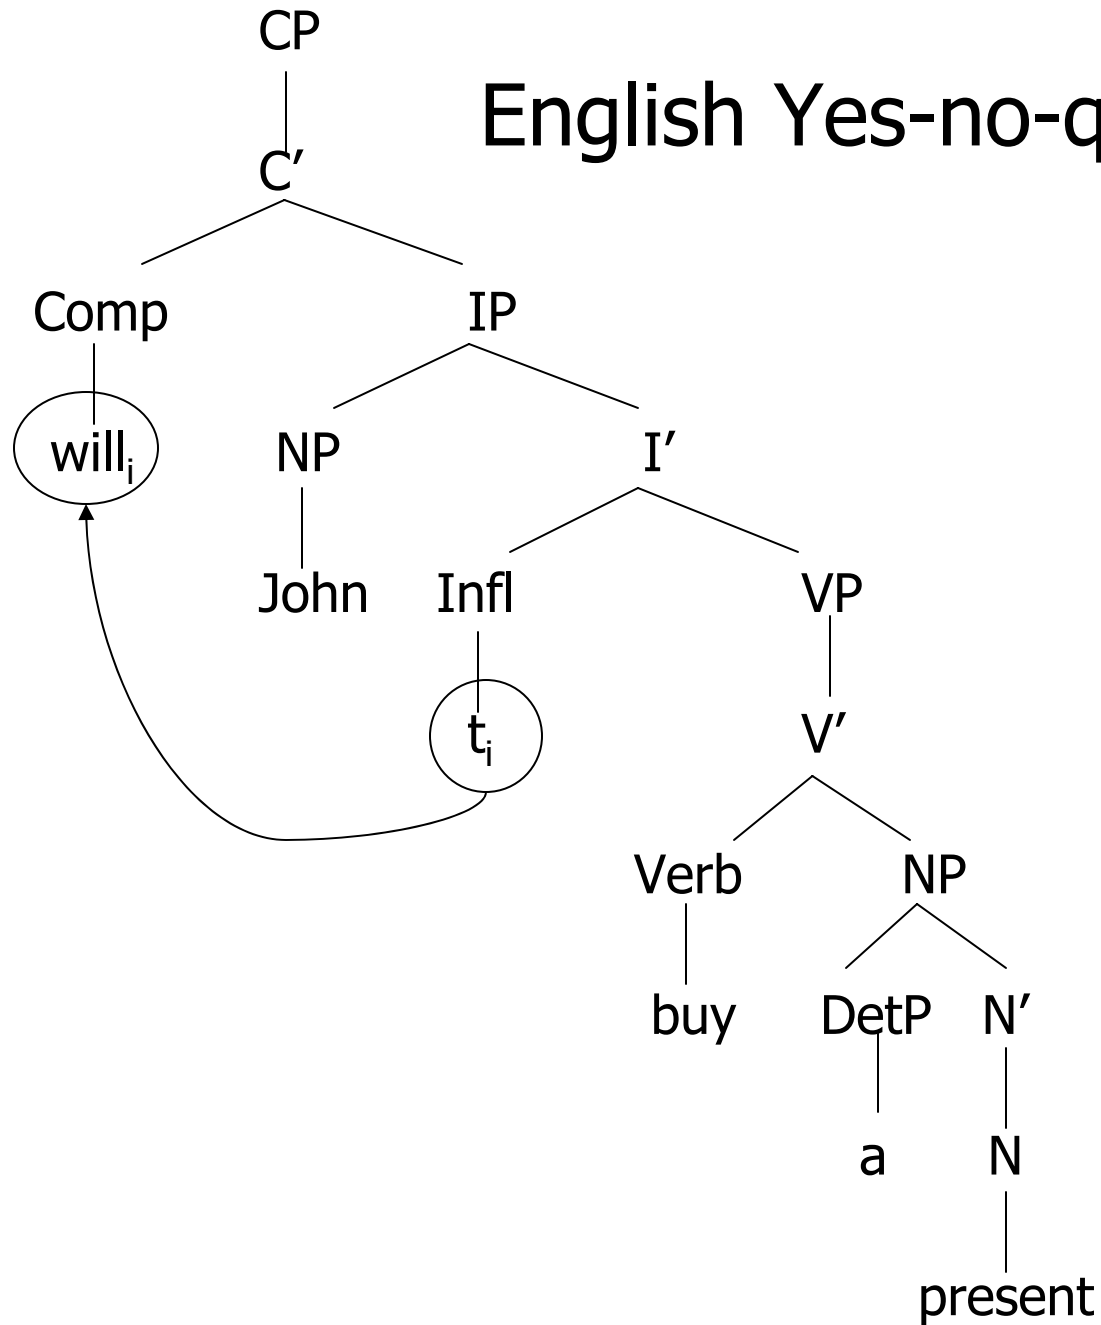 CP
English Yes-no-q
C′
Comp IP
willi NP I′
John Infl VP
ti V′
Verb NP
buy DetP N′
a N
present